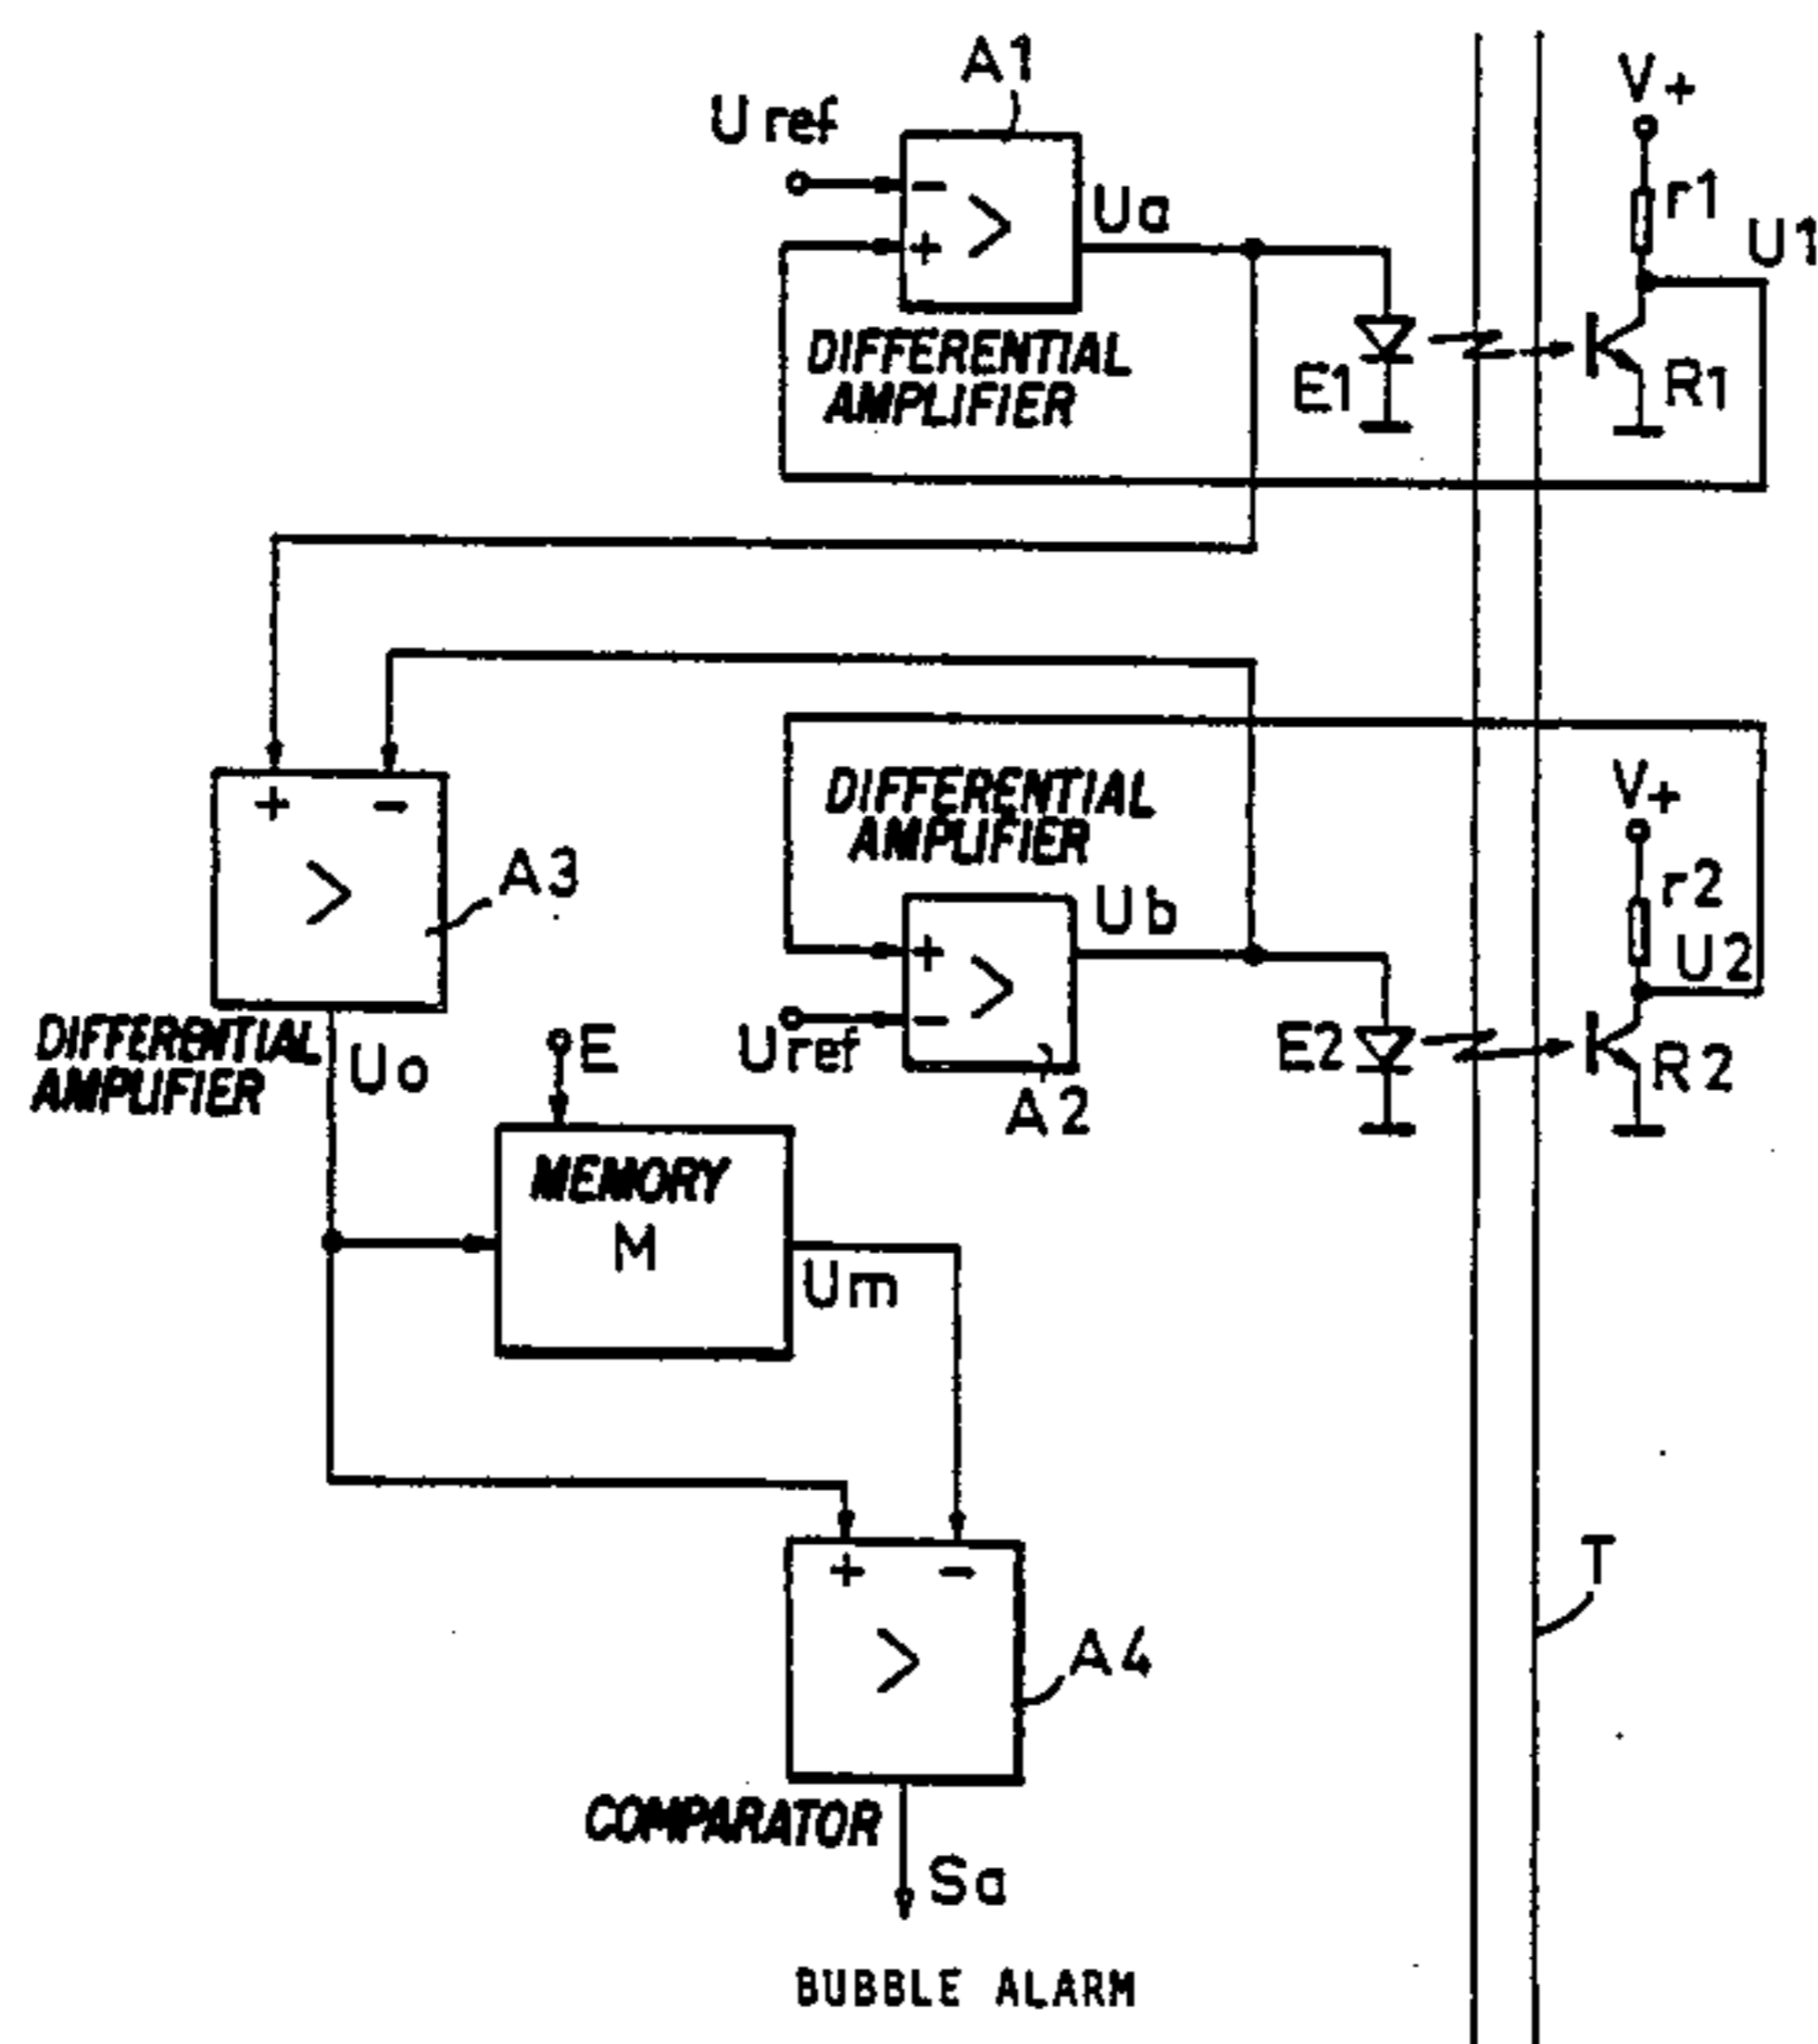 A1
Uref
V+
-
r1
Ua
U1
+
DIFFERENTIAL
AMPLIFIER
E1
R1
DIFFERENTIAL
AMPLIFIER
V+
+ -
A3
r2
Ub
U2
+
-
DIFFERENTIAL
AMPLIFIER
Uo
E
Uref
E2
R2
A2
MEMORY
M
Um
+ -
T
A4
COMPARATOR
Sa
BUBBLE ALARM